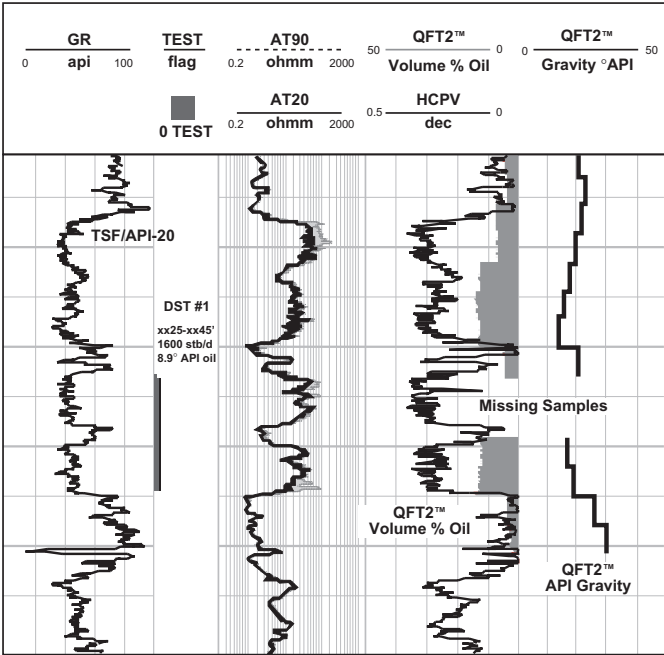 GR
0 api 100
TEST
flag
0 TEST
AT90
0.2 ohmm 2000
AT20
0.2 ohmm 2000
QFT2™
50 0
Volume % Oil
HCPV
0.5 0
dec
QFT2™
0 50
Gravity °API
TSF/API-20
DST #1
xx25-xx45'
1600 stb/d
8.9° API oil
Missing Samples
QFT2™
Volume % Oil
QFT2™
API Gravity